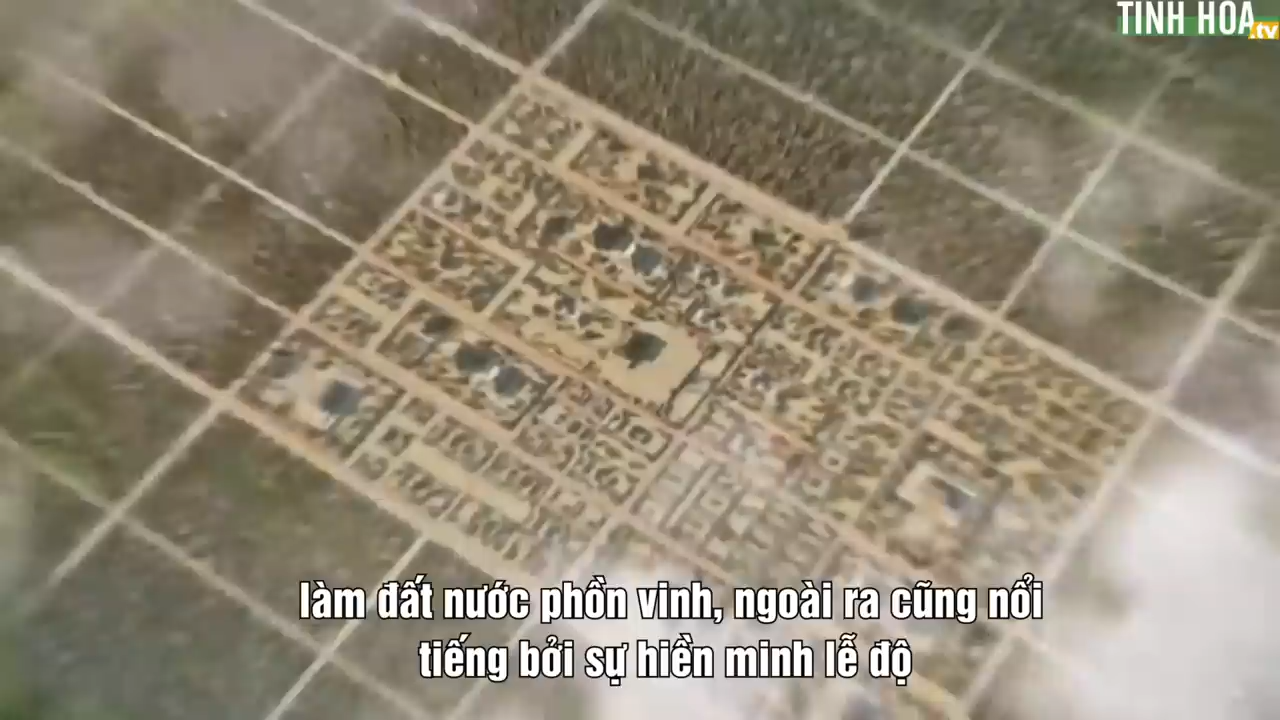 TINH HOA.tv
làm đất nước phồn vinh, ngoài ra cũng nổi
tiếng bởi sự hiền minh lễ độ